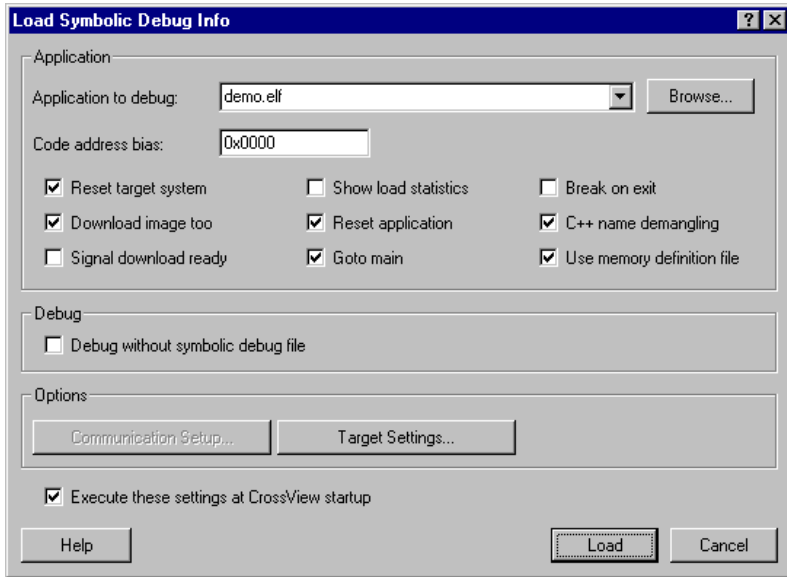 Load Symbolic Debug Info
Application
Application to debug: demo.elf Browse...
Code address bias: 0x0000
Reset target system Show load statistics Break on exit
Download image too Reset application C++ name demangling
Signal download ready Goto main Use memory definition file
Debug
Debug without symbolic debug file
Options
Communication Setup... Target Settings...
Execute these settings at CrossView startup
Help Load Cancel